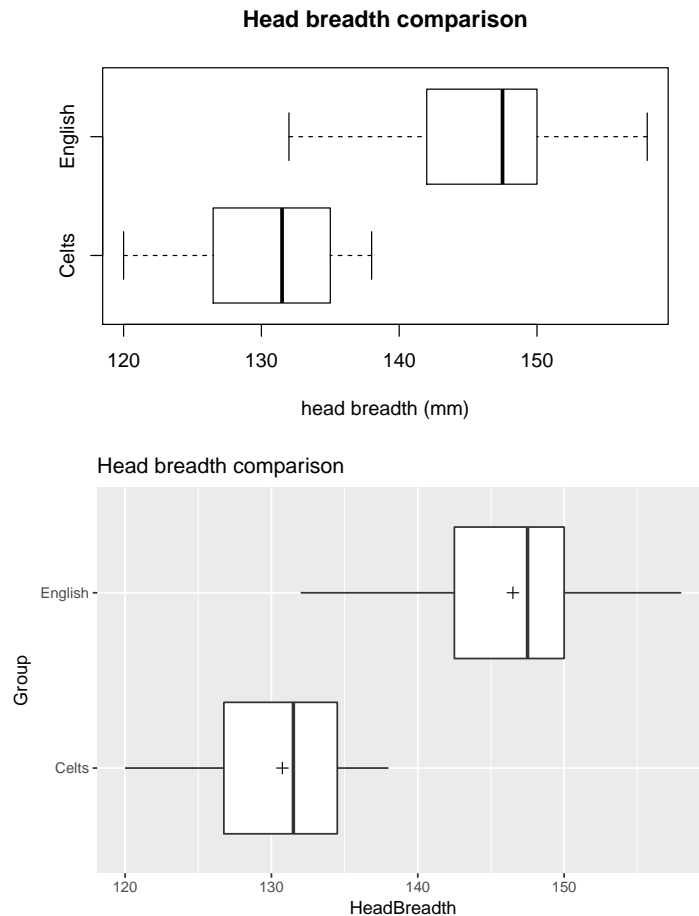 Head breadth comparison
English
Celts
120 130 140 150
head breadth (mm)
Head breadth comparison
English
Group
Celts
120 130 140 150
HeadBreadth